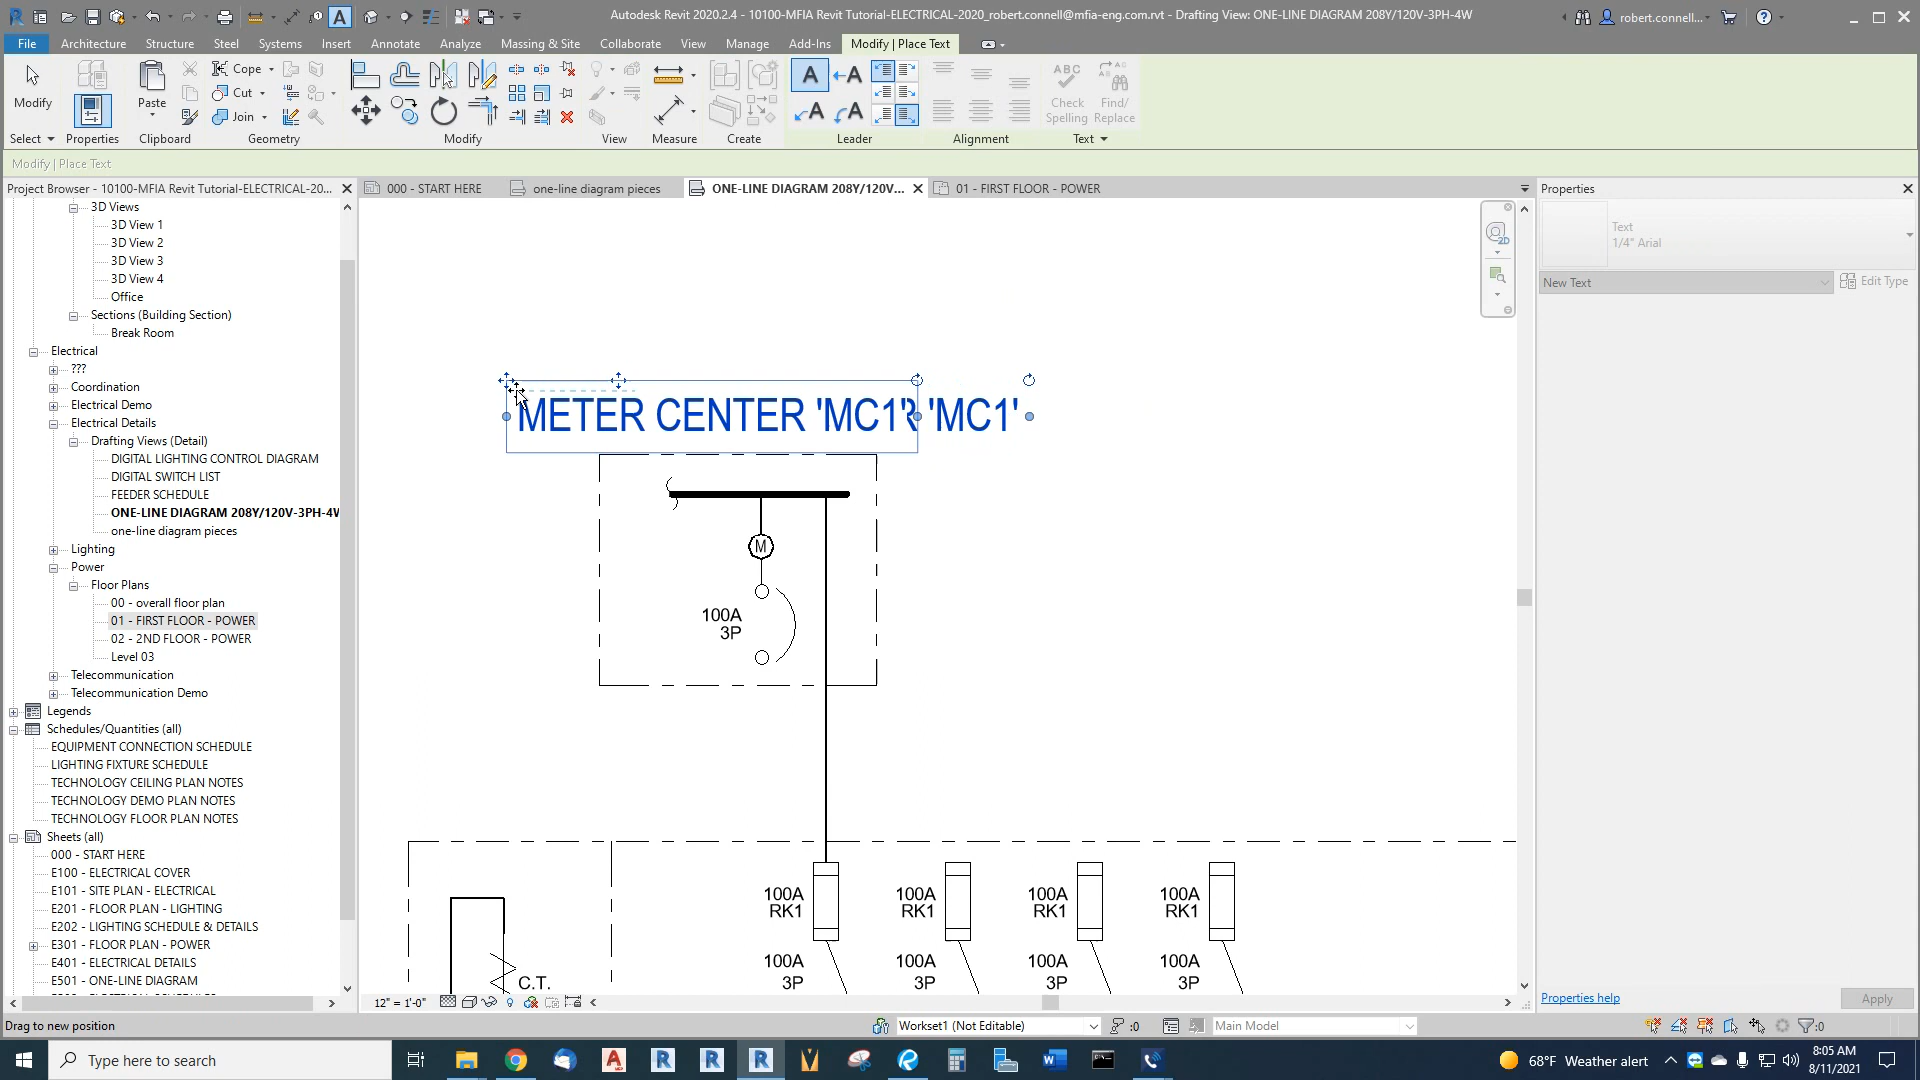 Autodesk Revit 2020.2.4 - 10100-MFIA Revit Tutorial-ELECTRICAL-2020_robert.connell@mfia-eng.com.rvt - Drafting View: ONE-LINE DIAGRAM 208Y/120V-3PH-4W
robert.connell...
File Architecture Structure Steel Systems Insert Annotate Analyze Massing & Site Collaborate View Manage Add-Ins Modify | Place Text
Modify
Paste
Cope
Cut
Join
Check Spelling
Find/ Replace
Select Properties Clipboard Geometry Modify View Measure Create Leader Alignment Text
Modify | Place Text
Project Browser - 10100-MFIA Revit Tutorial-ELECTRICAL-20...
000 - START HERE
one-line diagram pieces
ONE-LINE DIAGRAM 208Y/120V...
01 - FIRST FLOOR - POWER
Properties
3D Views
3D View 1
3D View 2
3D View 3
3D View 4
Office
Sections (Building Section)
Break Room
Electrical
???
Coordination
Electrical Demo
Electrical Details
Drafting Views (Detail)
DIGITAL LIGHTING CONTROL DIAGRAM
DIGITAL SWITCH LIST
FEEDER SCHEDULE
ONE-LINE DIAGRAM 208Y/120V-3PH-4W
one-line diagram pieces
Lighting
Power
Floor Plans
00 - overall floor plan
01 - FIRST FLOOR - POWER
02 - 2ND FLOOR - POWER
Level 03
Telecommunication
Telecommunication Demo
Legends
Schedules/Quantities (all)
EQUIPMENT CONNECTION SCHEDULE
LIGHTING FIXTURE SCHEDULE
TECHNOLOGY CEILING PLAN NOTES
TECHNOLOGY DEMO PLAN NOTES
TECHNOLOGY FLOOR PLAN NOTES
Sheets (all)
000 - START HERE
E100 - ELECTRICAL COVER
E101 - SITE PLAN - ELECTRICAL
E201 - FLOOR PLAN - LIGHTING
E202 - LIGHTING SCHEDULE & DETAILS
E301 - FLOOR PLAN - POWER
E401 - ELECTRICAL DETAILS
E501 - ONE-LINE DIAGRAM
METER CENTER 'MC1'R 'MC1'
M
100A
3P
100A
RK1
100A
RK1
100A
RK1
100A
RK1
100A
3P
100A
3P
100A
3P
100A
3P
C.T.
Text
1/4" Arial
New Text
Edit Type
Properties help
Apply
12" = 1'-0"
Drag to new position
Workset1 (Not Editable)
:0
Main Model
:0
Type here to search
68°F Weather alert
8:05 AM
8/11/2021